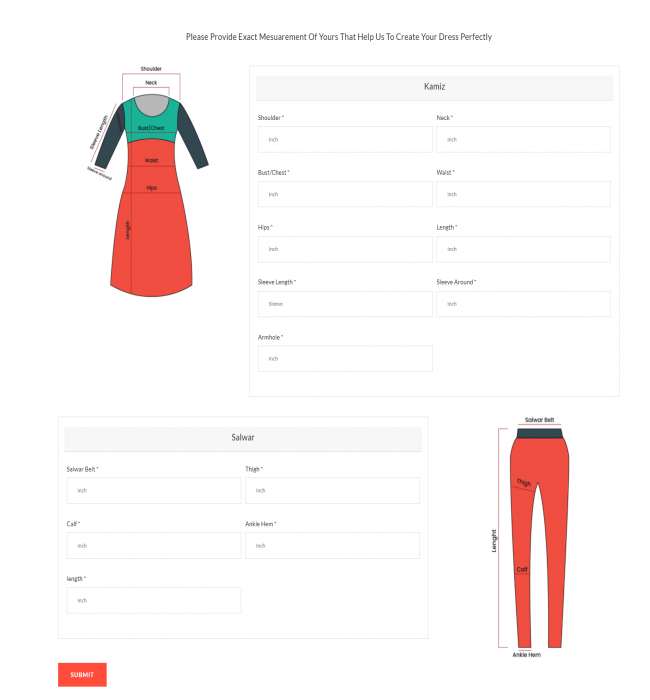 Please Provide Exact Mesuarement Of Yours That Help Us To Create Your Dress Perfectly
Shoulder
Neck
Sleeve Length
Bust/Chest
Waist
Sleeve Around
Hips
Length
Kamiz
Shoulder * Neck *
Inch Inch
Bust/Chest * Waist *
Inch Inch
Hips * Length *
Inch Inch
Sleeve Length * Sleeve Around *
Sleeve Inch
Armhole *
Inch
Salwar
Salwar Belt * Thigh *
Inch Inch
Calf * Ankle Hem *
Inch Inch
length *
Inch
Salwar Belt
Thigh
Lenght
Calf
Ankle Hem
SUBMIT